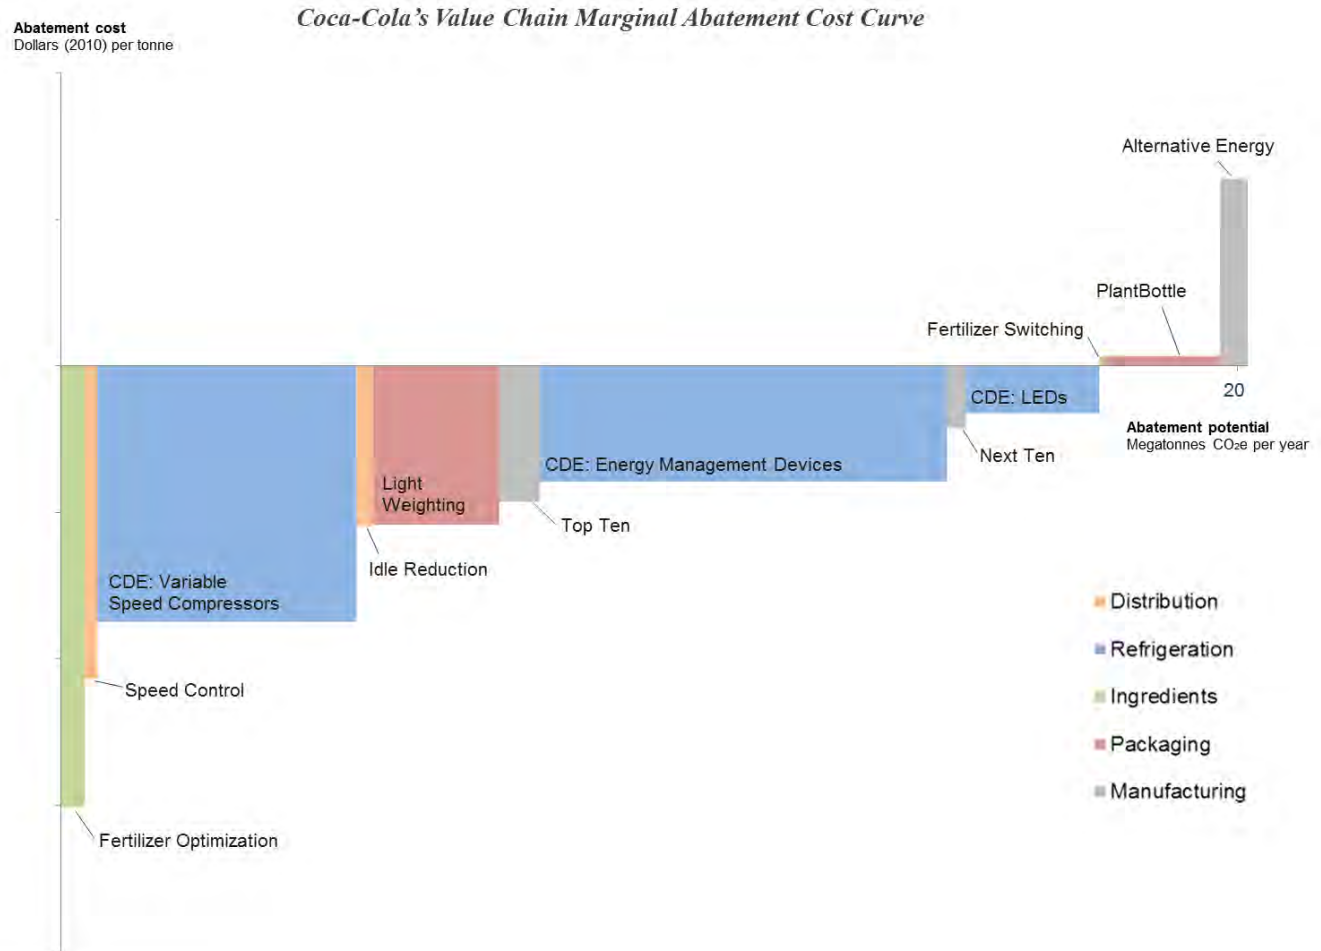 Coca-Cola's Value Chain Marginal Abatement Cost Curve
Abatement cost
Dollars (2010) per tonne
Alternative Energy
PlantBottle
Fertilizer Switching
20
CDE: LEDs
Abatement potential
Megatonnes CO₂e per year
Next Ten
CDE: Energy Management Devices
Light
Weighting
Top Ten
Idle Reduction
CDE: Variable
Speed Compressors
Speed Control
Fertilizer Optimization
Distribution
Refrigeration
Ingredients
Packaging
Manufacturing